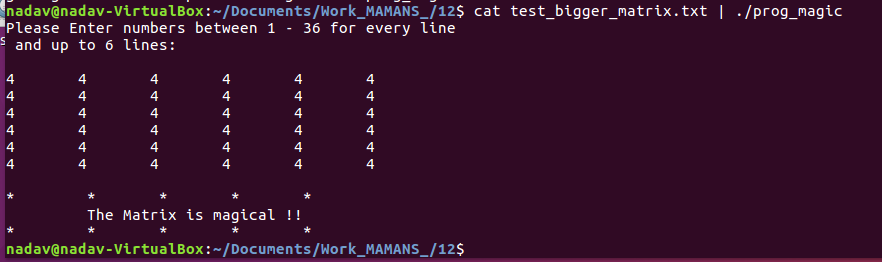 nadav@nadav-VirtualBox:~/Documents/Work_MAMANS_/12$ cat test_bigger_matrix.txt | ./prog_magic
Please Enter numbers between 1 - 36 for every line
 and up to 6 lines:
4 4 4 4 4 4
4 4 4 4 4 4
4 4 4 4 4 4
4 4 4 4 4 4
4 4 4 4 4 4
4 4 4 4 4 4
* * * * *
The Matrix is magical !!
* * * * *
nadav@nadav-VirtualBox:~/Documents/Work_MAMANS_/12$